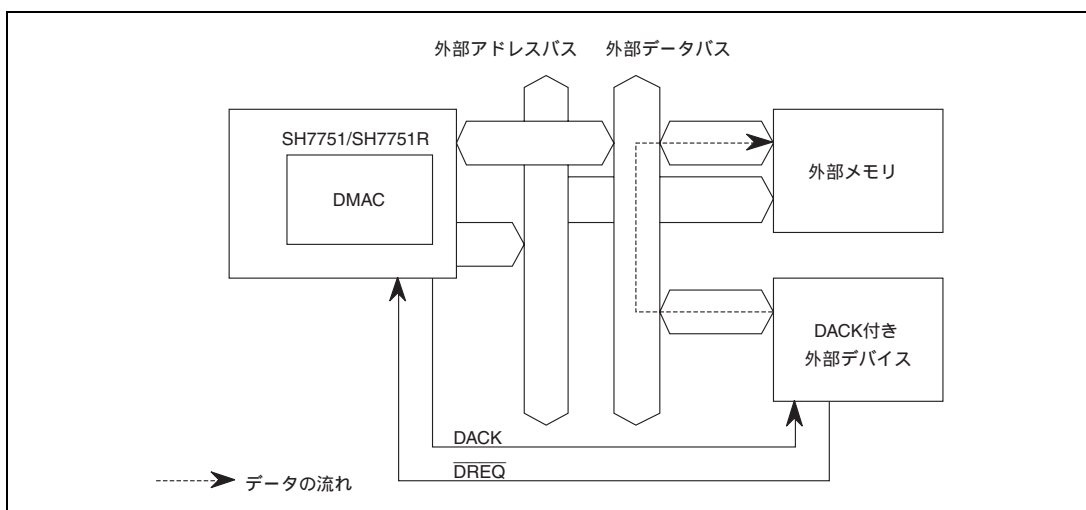 外部アドレスバス 外部データバス
SH7751/SH7751R
DMAC
外部メモリ
DACK付き
外部デバイス
DACK
DREQ
データの流れ